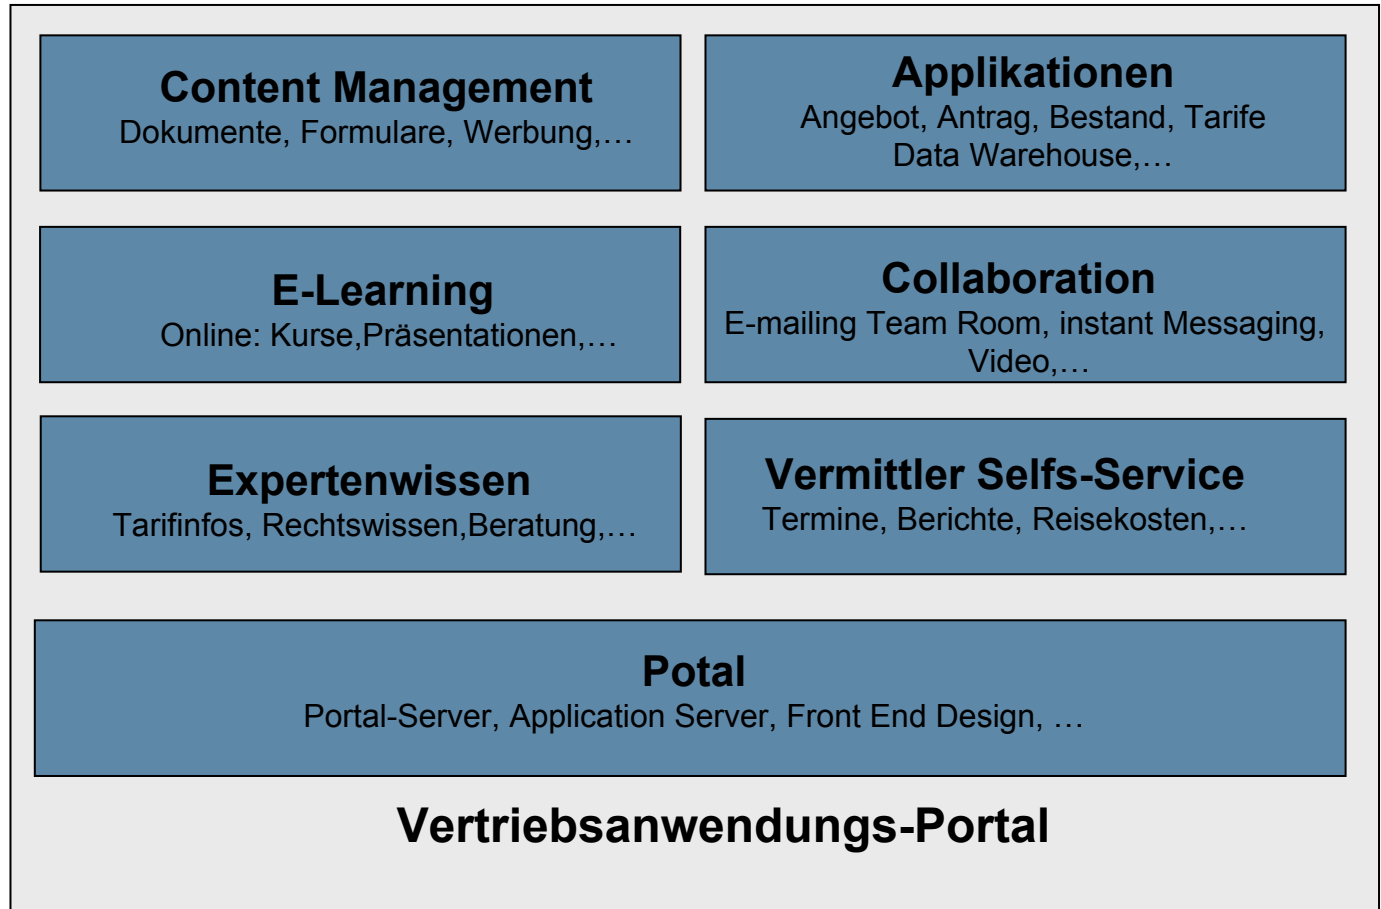 Content Management
Dokumente, Formulare, Werbung,…
Applikationen
Angebot, Antrag, Bestand, Tarife
Data Warehouse,…
E-Learning
Online: Kurse,Präsentationen,…
Collaboration
E-mailing Team Room, instant Messaging,
Video,…
Expertenwissen
Tarifinfos, Rechtswissen,Beratung,…
Vermittler Selfs-Service
Termine, Berichte, Reisekosten,…
Potal
Portal-Server, Application Server, Front End Design, …
Vertriebsanwendungs-Portal